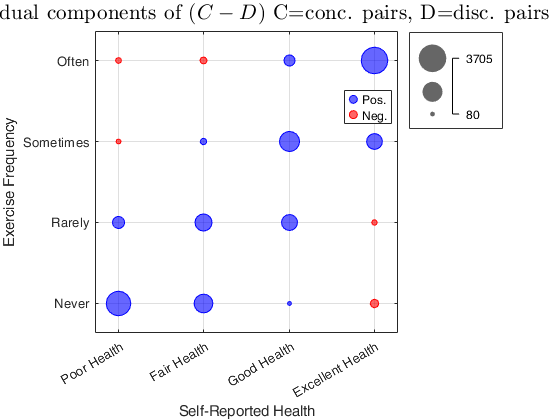 dual components of (C − D) C=conc. pairs, D=disc. pairs
Often
Sometimes
Rarely
Never
Exercise Frequency
Poor Health
Fair Health
Good Health
Excellent Health
Self-Reported Health
Pos.
Neg.
3705
80